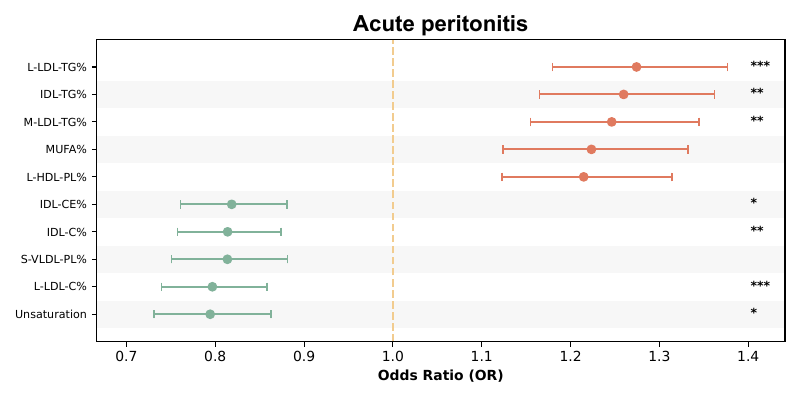 Acute peritonitis
L-LDL-TG% ***
IDL-TG% **
M-LDL-TG% **
MUFA%
L-HDL-PL%
IDL-CE% *
IDL-C% **
S-VLDL-PL%
L-LDL-C% ***
Unsaturation *
0.7 0.8 0.9 1.0 1.1 1.2 1.3 1.4
Odds Ratio (OR)